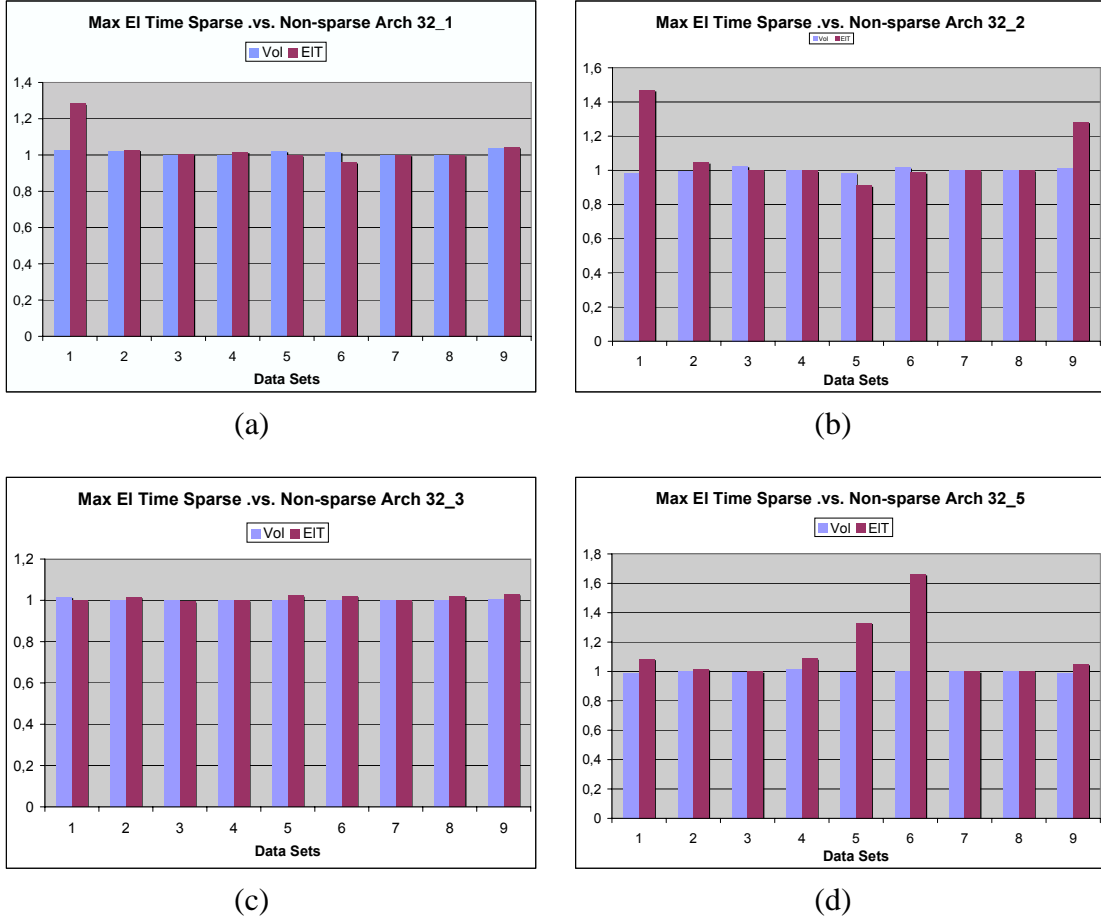 Max El Time Sparse .vs. Non-sparse Arch 32_1
Vol ElT
1,4
1,2
1
0,8
0,6
0,4
0,2
0
1 2 3 4 5 6 7 8 9
Data Sets
(a)
Max El Time Sparse .vs. Non-sparse Arch 32_2
Vol ElT
1,6
1,4
1,2
1
0,8
0,6
0,4
0,2
0
1 2 3 4 5 6 7 8 9
Data Sets
(b)
Max El Time Sparse .vs. Non-sparse Arch 32_3
Vol ElT
1,2
1
0,8
0,6
0,4
0,2
0
1 2 3 4 5 6 7 8 9
Data Sets
(c)
Max El Time Sparse .vs. Non-sparse Arch 32_5
Vol ElT
1,8
1,6
1,4
1,2
1
0,8
0,6
0,4
0,2
0
1 2 3 4 5 6 7 8 9
Data Sets
(d)